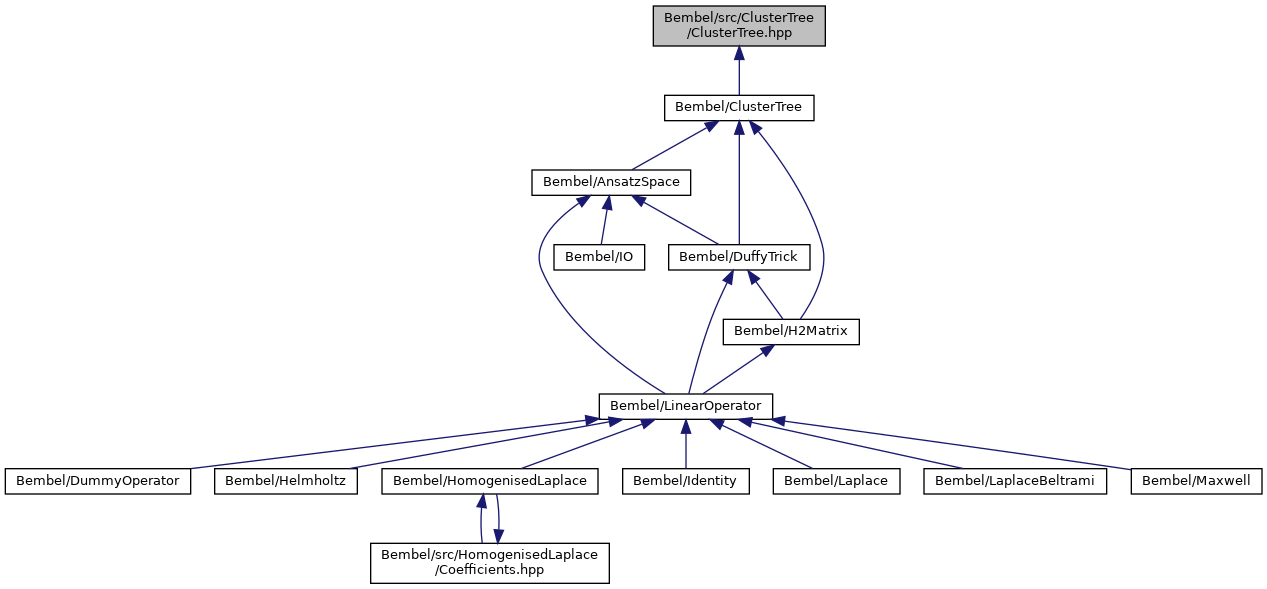 Bembel/src/ClusterTree
/ClusterTree.hpp
Bembel/ClusterTree
Bembel/AnsatzSpace
Bembel/IO
Bembel/DuffyTrick
Bembel/H2Matrix
Bembel/LinearOperator
Bembel/DummyOperator
Bembel/Helmholtz
Bembel/HomogenisedLaplace
Bembel/Identity
Bembel/Laplace
Bembel/LaplaceBeltrami
Bembel/Maxwell
Bembel/src/HomogenisedLaplace
/Coefficients.hpp